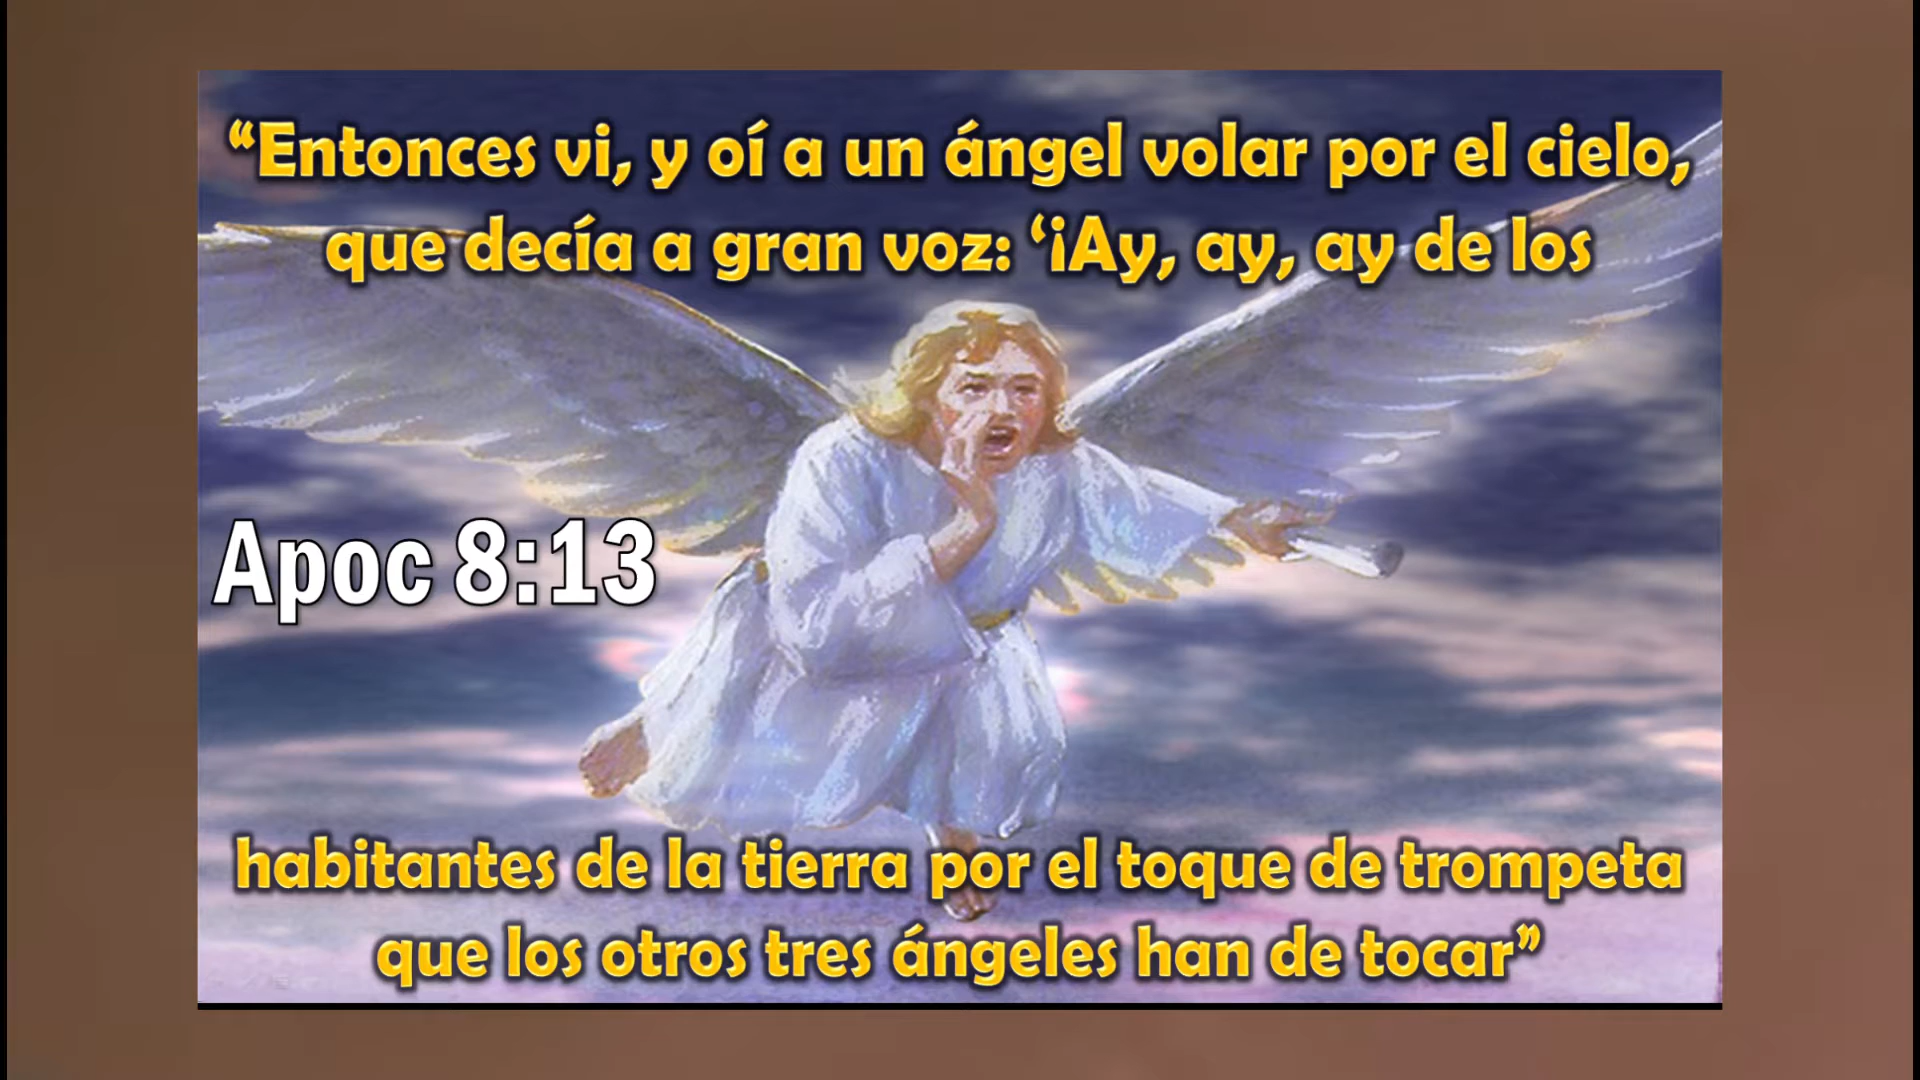 “Entonces vi, y oí a un ángel volar por el cielo,
que decía a gran voz: ‘¡Ay, ay, ay de los
Apoc 8:13
habitantes de la tierra por el toque de trompeta
que los otros tres ángeles han de tocar”